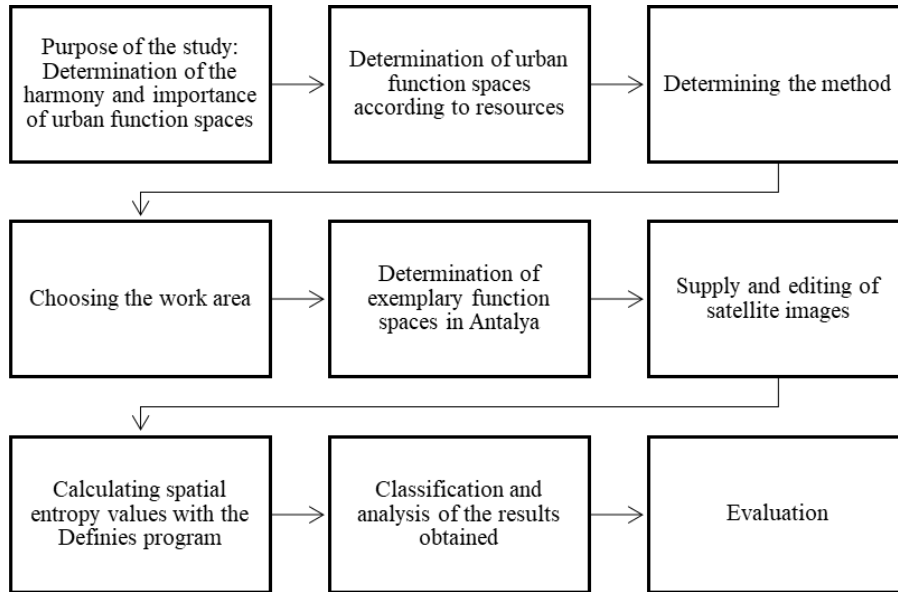 Purpose of the study:
Determination of the
harmony and importance
of urban function spaces
Determination of urban
function spaces
according to resources
Determining the method
Choosing the work area
Determination of
exemplary function
spaces in Antalya
Supply and editing of
satellite images
Calculating spatial
entropy values with the
Definies program
Classification and
analysis of the results
obtained
Evaluation